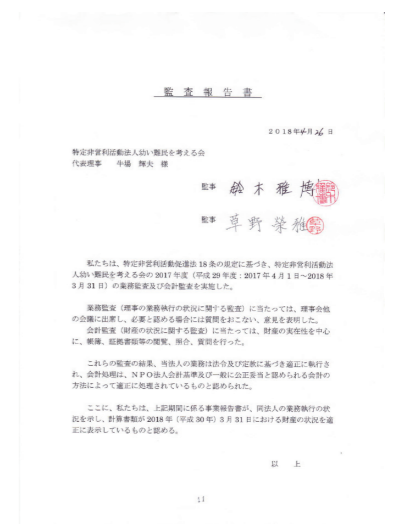 監査報告書
2018年4月26日
特定非営利活動法人幼い難民を考える会
代表理事 牛場 輝夫 様
監事 鈴木雅博
監事 草野榮雅
私たちは、特定非営利活動促進法18条の規定に基づき、特定非営利活動法
人幼い難民を考える会の2017年度（平成29年度：2017年4月1日～2018年
3月31日）の業務監査及び会計監査を実施した。
業務監査（理事の業務執行の状況に関する監査）に当たっては、理事会他
の会議に出席し、必要と認める場合には質問をおこない、意見を表明した。
会計監査（財産の状況に関する監査）に当たっては、財産の実在性を中心
に、帳簿、証拠書類等の閲覧、照合、質問を行った。
これらの監査の結果、当法人の業務は法令及び定款に基づき適正に執行さ
れ、会計処理は、NPO法人会計基準及び一般に公正妥当と認められる会計の
方法によって適正に処理されているものと認められた。
ここに、私たちは、上記期間に係る事業報告書が、同法人の業務執行の状
況を示し、計算書類が2018年（平成30年）3月31日における財産の状況を適
正に表示しているものと認める。
以上
11